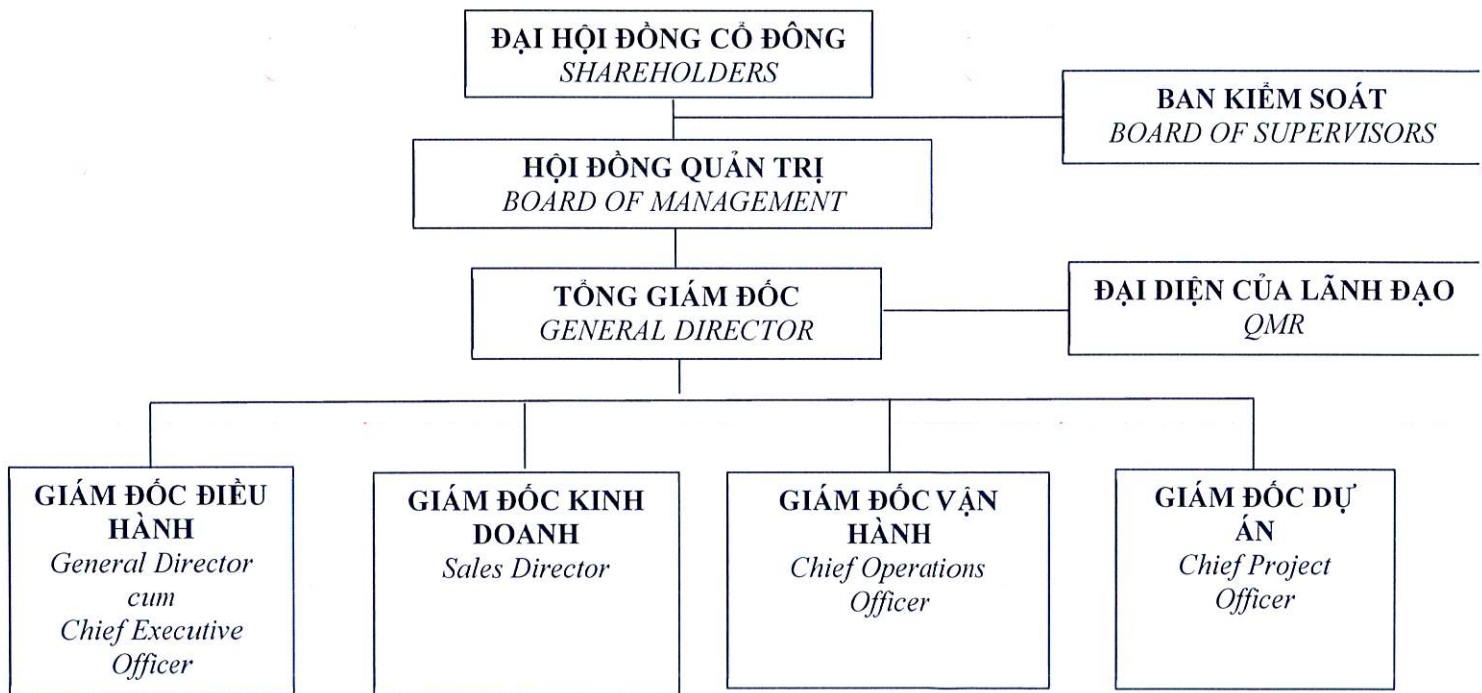 ĐẠI HỘI ĐỒNG CỔ ĐÔNG
SHAREHOLDERS
BAN KIỂM SOÁT
BOARD OF SUPERVISORS
HỘI ĐỒNG QUẢN TRỊ
BOARD OF MANAGEMENT
TỔNG GIÁM ĐỐC
GENERAL DIRECTOR
ĐẠI DIỆN CỦA LÃNH ĐẠO
QMR
GIÁM ĐỐC ĐIỀU
HÀNH
General Director
cum
Chief Executive
Officer
GIÁM ĐỐC KINH
DOANH
Sales Director
GIÁM ĐỐC VẬN
HÀNH
Chief Operations
Officer
GIÁM ĐỐC DỰ
ÁN
Chief Project
Officer